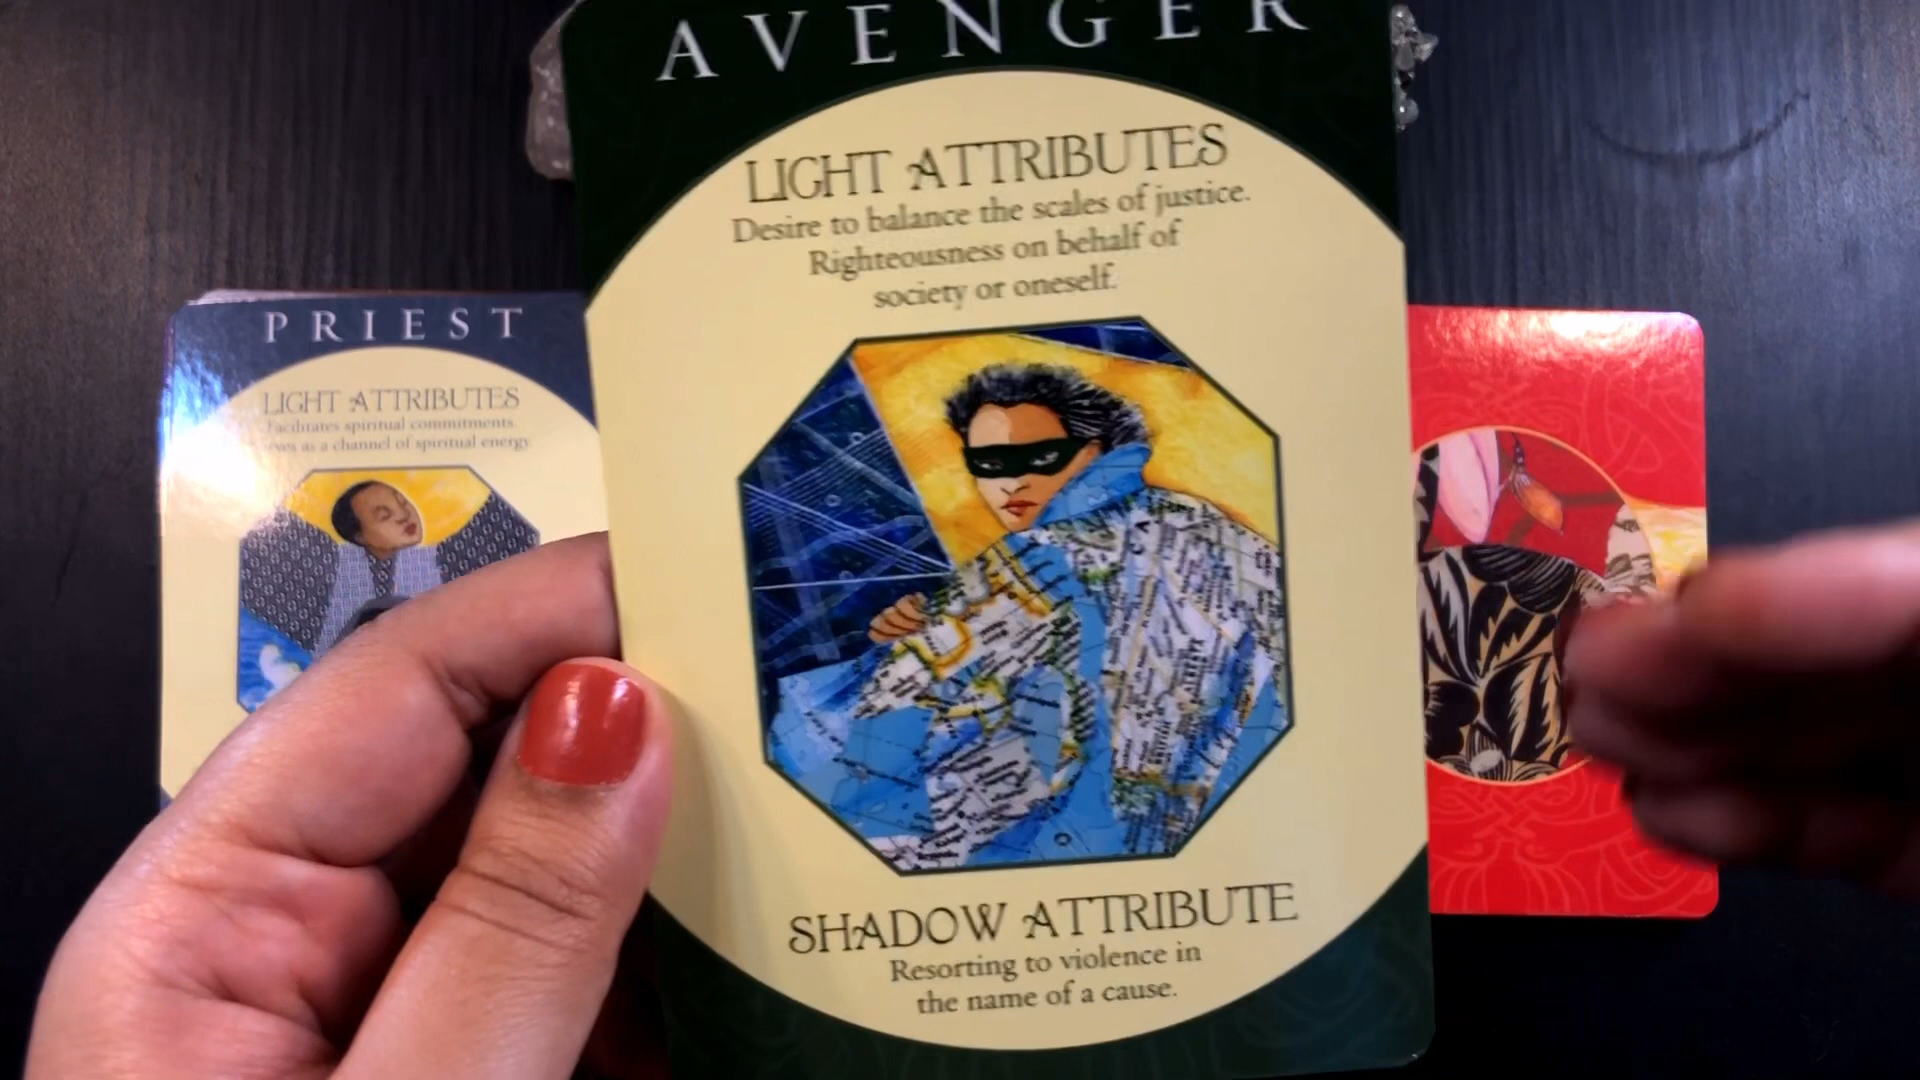 AVENGER
LIGHT ATTRIBUTES
Desire to balance the scales of justice.
Righteousness on behalf of
society or oneself.
SHADOW ATTRIBUTE
Resorting to violence in
the name of a cause.
PRIEST
LIGHT ATTRIBUTES
Facilitates spiritual commitments
as a channel of spiritual energy